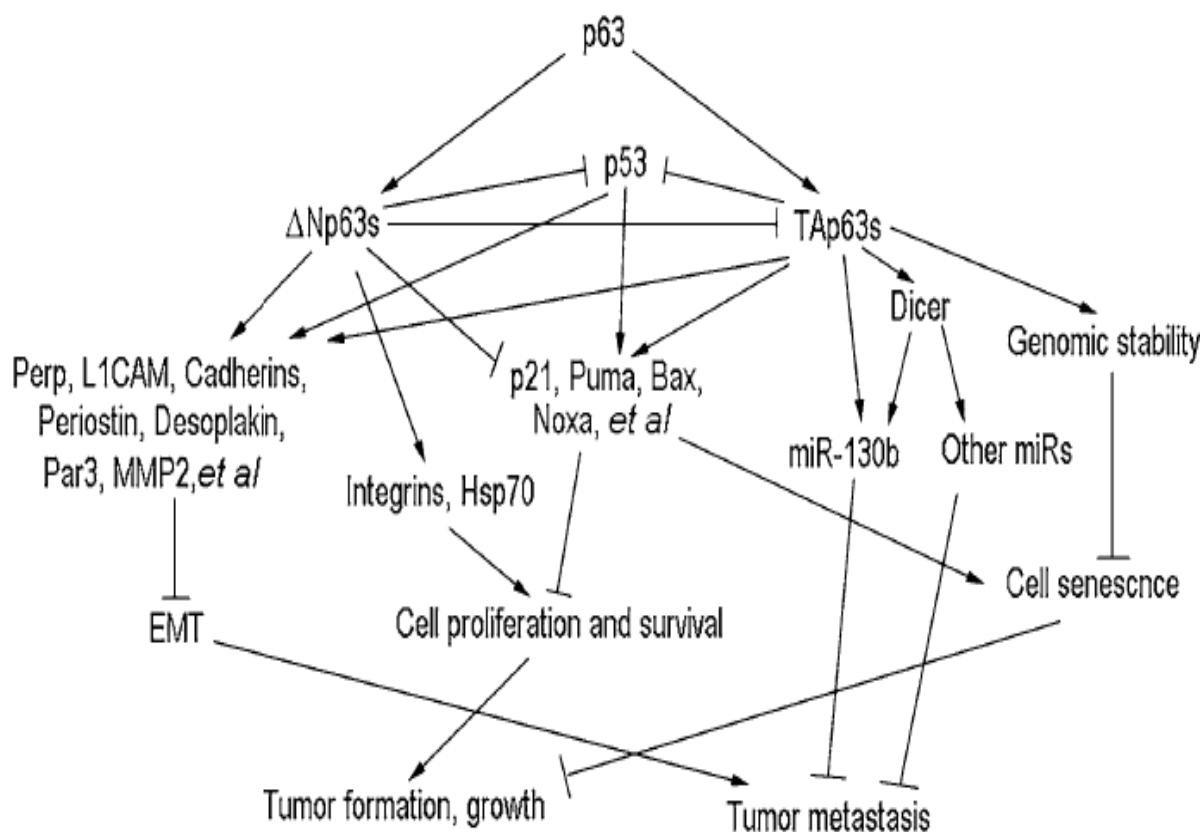 p63
p53
ΔNp63s
TAp63s
Dicer
Genomic stability
Perp, L1CAM, Cadherins,
Periostin, Desoplakin,
Par3, MMP2,et al
p21, Puma, Bax,
Noxa, et al
miR-130b
Other miRs
Integrins, Hsp70
Cell senescnce
EMT
Cell proliferation and survival
Tumor formation, growth
Tumor metastasis